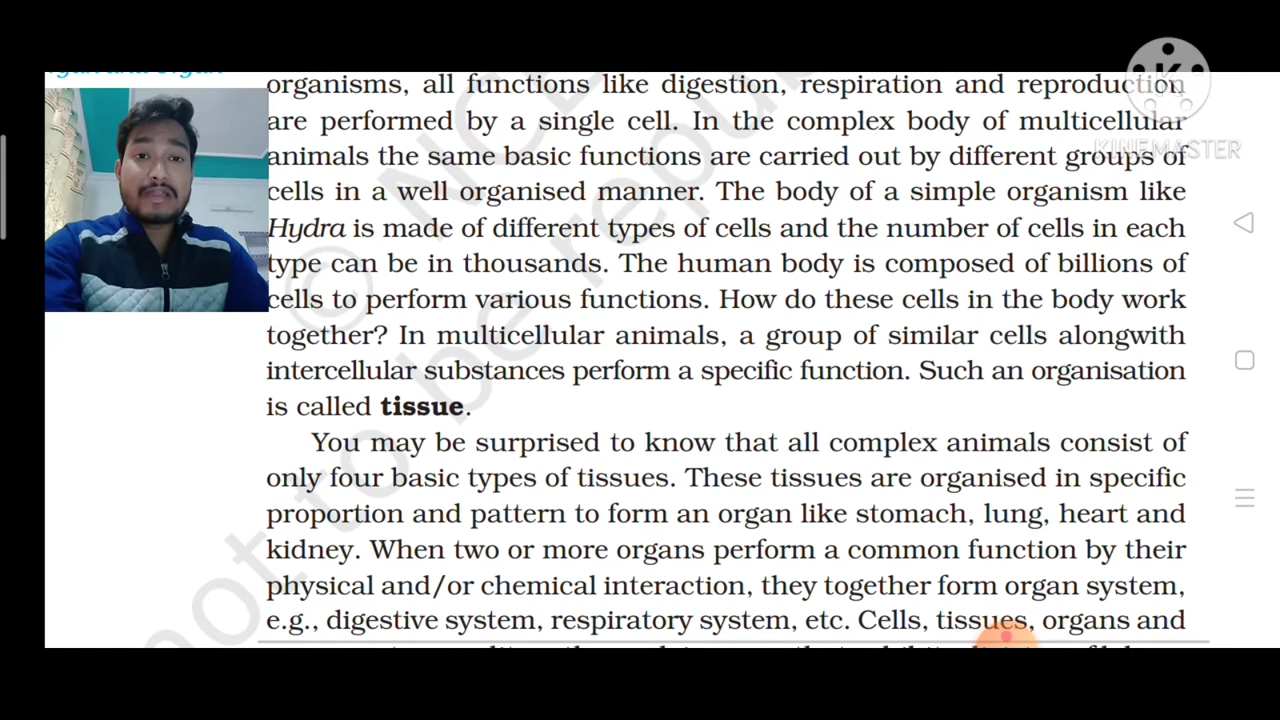 organisms, all functions like digestion, respiration and reproduction
are performed by a single cell. In the complex body of multicellular
animals the same basic functions are carried out by different groups of
cells in a well organised manner. The body of a simple organism like
Hydra is made of different types of cells and the number of cells in each
type can be in thousands. The human body is composed of billions of
cells to perform various functions. How do these cells in the body work
together? In multicellular animals, a group of similar cells alongwith
intercellular substances perform a specific function. Such an organisation
is called tissue.
You may be surprised to know that all complex animals consist of
only four basic types of tissues. These tissues are organised in specific
proportion and pattern to form an organ like stomach, lung, heart and
kidney. When two or more organs perform a common function by their
physical and/or chemical interaction, they together form organ system,
e.g., digestive system, respiratory system, etc. Cells, tissues, organs and
K
KINEMASTER
© NCE
not to be repu